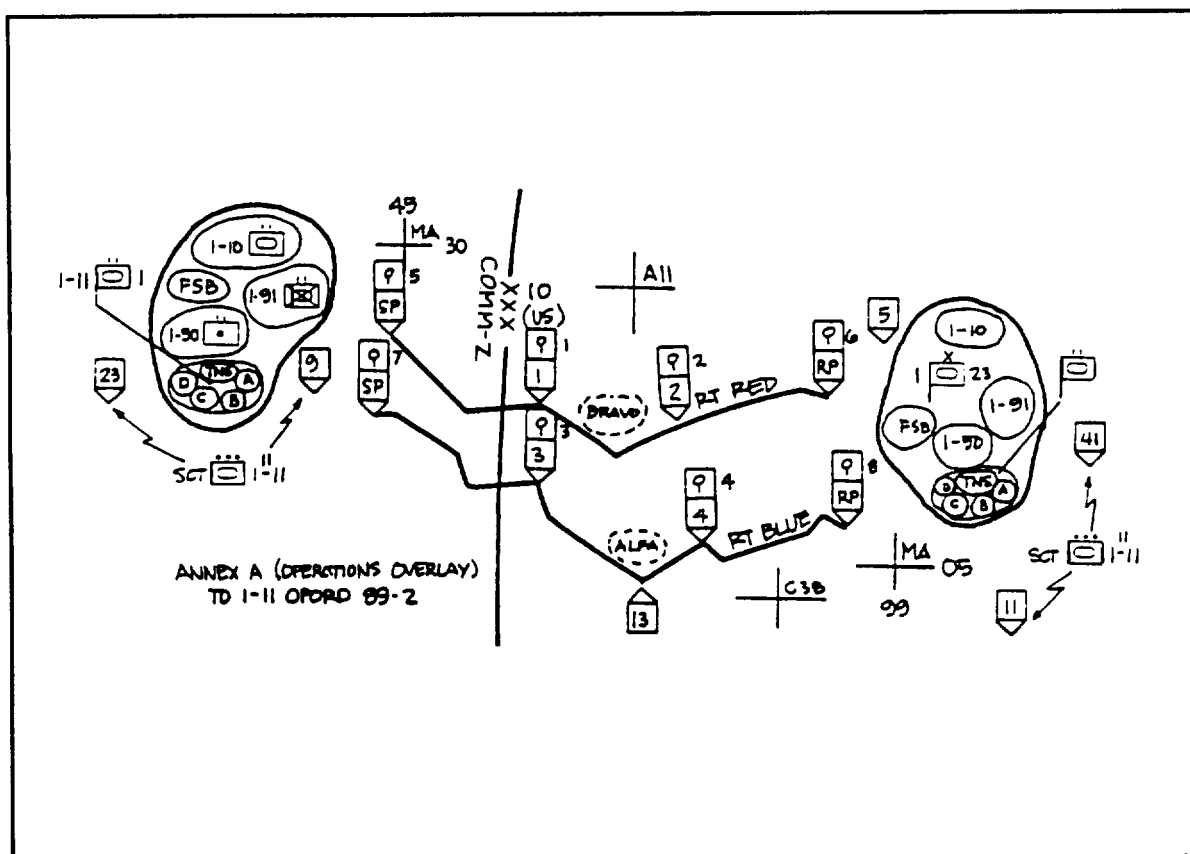 45
MA
30
1-10
1-11
1
FSB
1-91
1-50
TNS
D
C
B
A
23
9
SCT
1-11
5
SP
7
SP
XXX
COMM-Z
10
(US)
1
1
3
3
A11
BRAVO
2
2
RT RED
6
RP
ALFA
4
4
RT BLUE
8
RP
13
C3B
MA
05
99
5
1-10
X
1
23
1-91
FSB
1-50
TNS
D
C
B
A
41
SCT
1-11
11
ANNEX A (OPERATIONS OVERLAY)
TO 1-11 OPORD 89-2